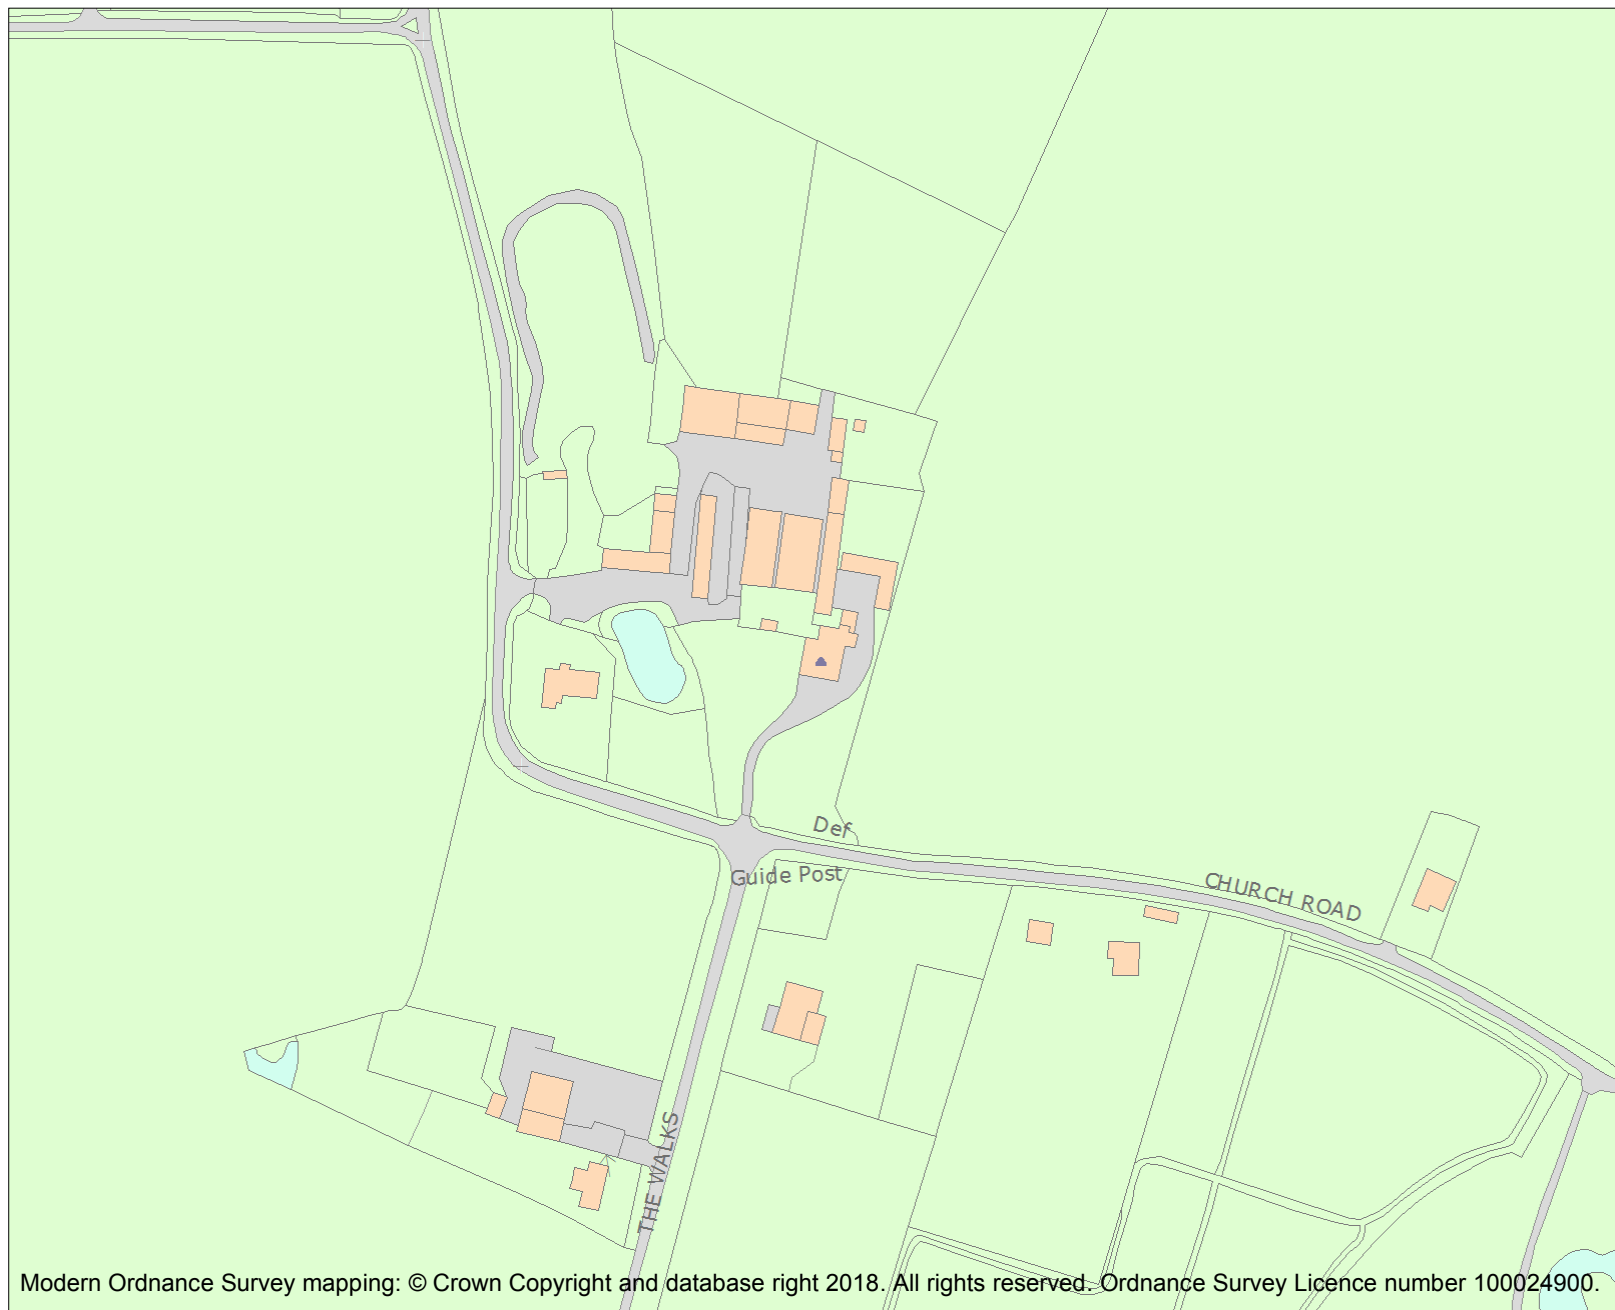 Def
Guide Post
CHURCH ROAD
THE WALKS
Modern Ordnance Survey mapping: © Crown Copyright and database right 2018. All rights reserved. Ordnance Survey Licence number 100024900.